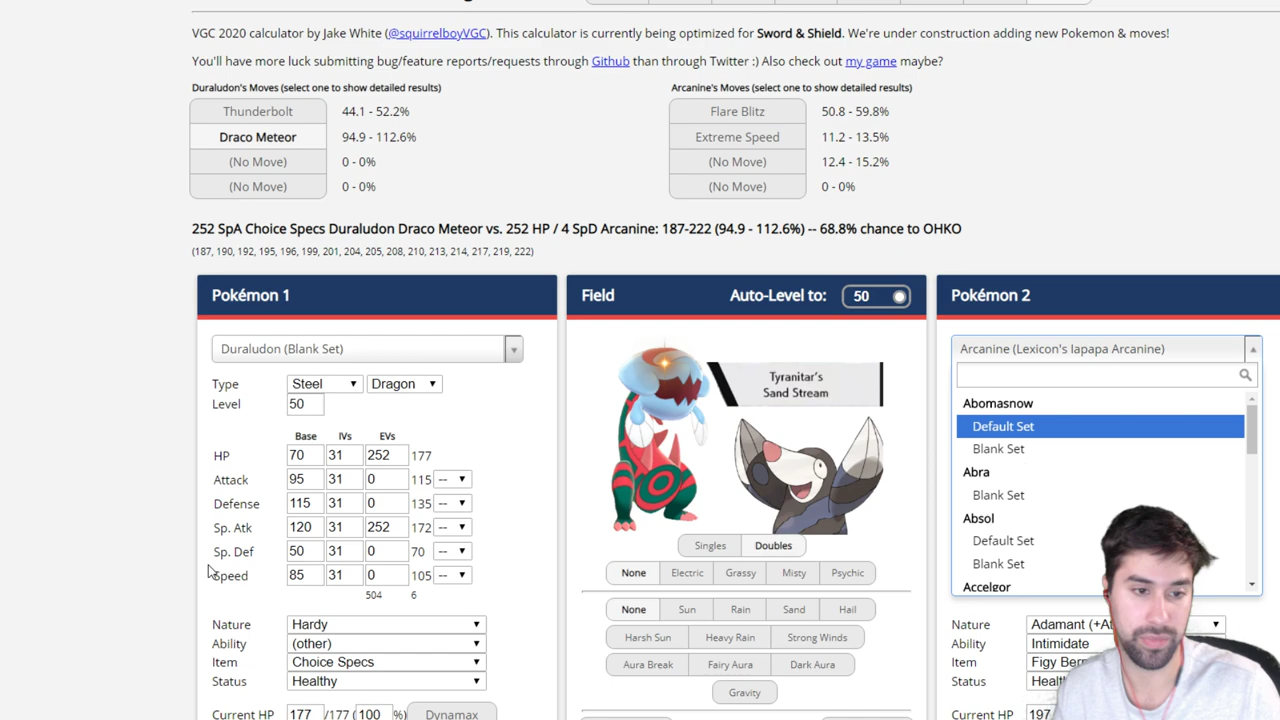 VGC 2020 calculator by Jake White (@squirrelboyVGC). This calculator is currently being optimized for Sword & Shield. We're under construction adding new Pokemon & moves!
You'll have more luck submitting bug/feature reports/requests through Github than through Twitter :) Also check out my game maybe?
Duraludon's Moves (select one to show detailed results)
Thunderbolt 44.1 - 52.2%
Draco Meteor 94.9 - 112.6%
(No Move) 0 - 0%
(No Move) 0 - 0%
Arcanine's Moves (select one to show detailed results)
Flare Blitz 50.8 - 59.8%
Extreme Speed 11.2 - 13.5%
(No Move) 12.4 - 15.2%
(No Move) 0 - 0%
252 SpA Choice Specs Duraludon Draco Meteor vs. 252 HP / 4 SpD Arcanine: 187-222 (94.9 - 112.6%) -- 68.8% chance to OHKO
(187, 190, 192, 195, 196, 199, 201, 204, 205, 208, 210, 213, 214, 217, 219, 222)
Pokémon 1
Duraludon (Blank Set)
Type Steel Dragon
Level 50
Base IVs EVs
HP 70 31 252 177
Attack 95 31 0 115 --
Defense 115 31 0 135 --
Sp. Atk 120 31 252 172 --
Sp. Def 50 31 0 70 --
Speed 85 31 0 105 --
504 6
Nature Hardy
Ability (other)
Item Choice Specs
Status Healthy
Current HP 177 /177 (100 %) Dynamax
Field Auto-Level to: 50
Tyranitar's
Sand Stream
Singles Doubles
None Electric Grassy Misty Psychic
None Sun Rain Sand Hail
Harsh Sun Heavy Rain Strong Winds
Aura Break Fairy Aura Dark Aura
Gravity
Pokémon 2
Arcanine (Lexicon's Iapapa Arcanine)
Abomasnow
Default Set
Blank Set
Abra
Blank Set
Absol
Default Set
Blank Set
Accelgor
Nature Adamant (+At
Ability Intimidate
Item Figy Ber
Status Healt
Current HP 197